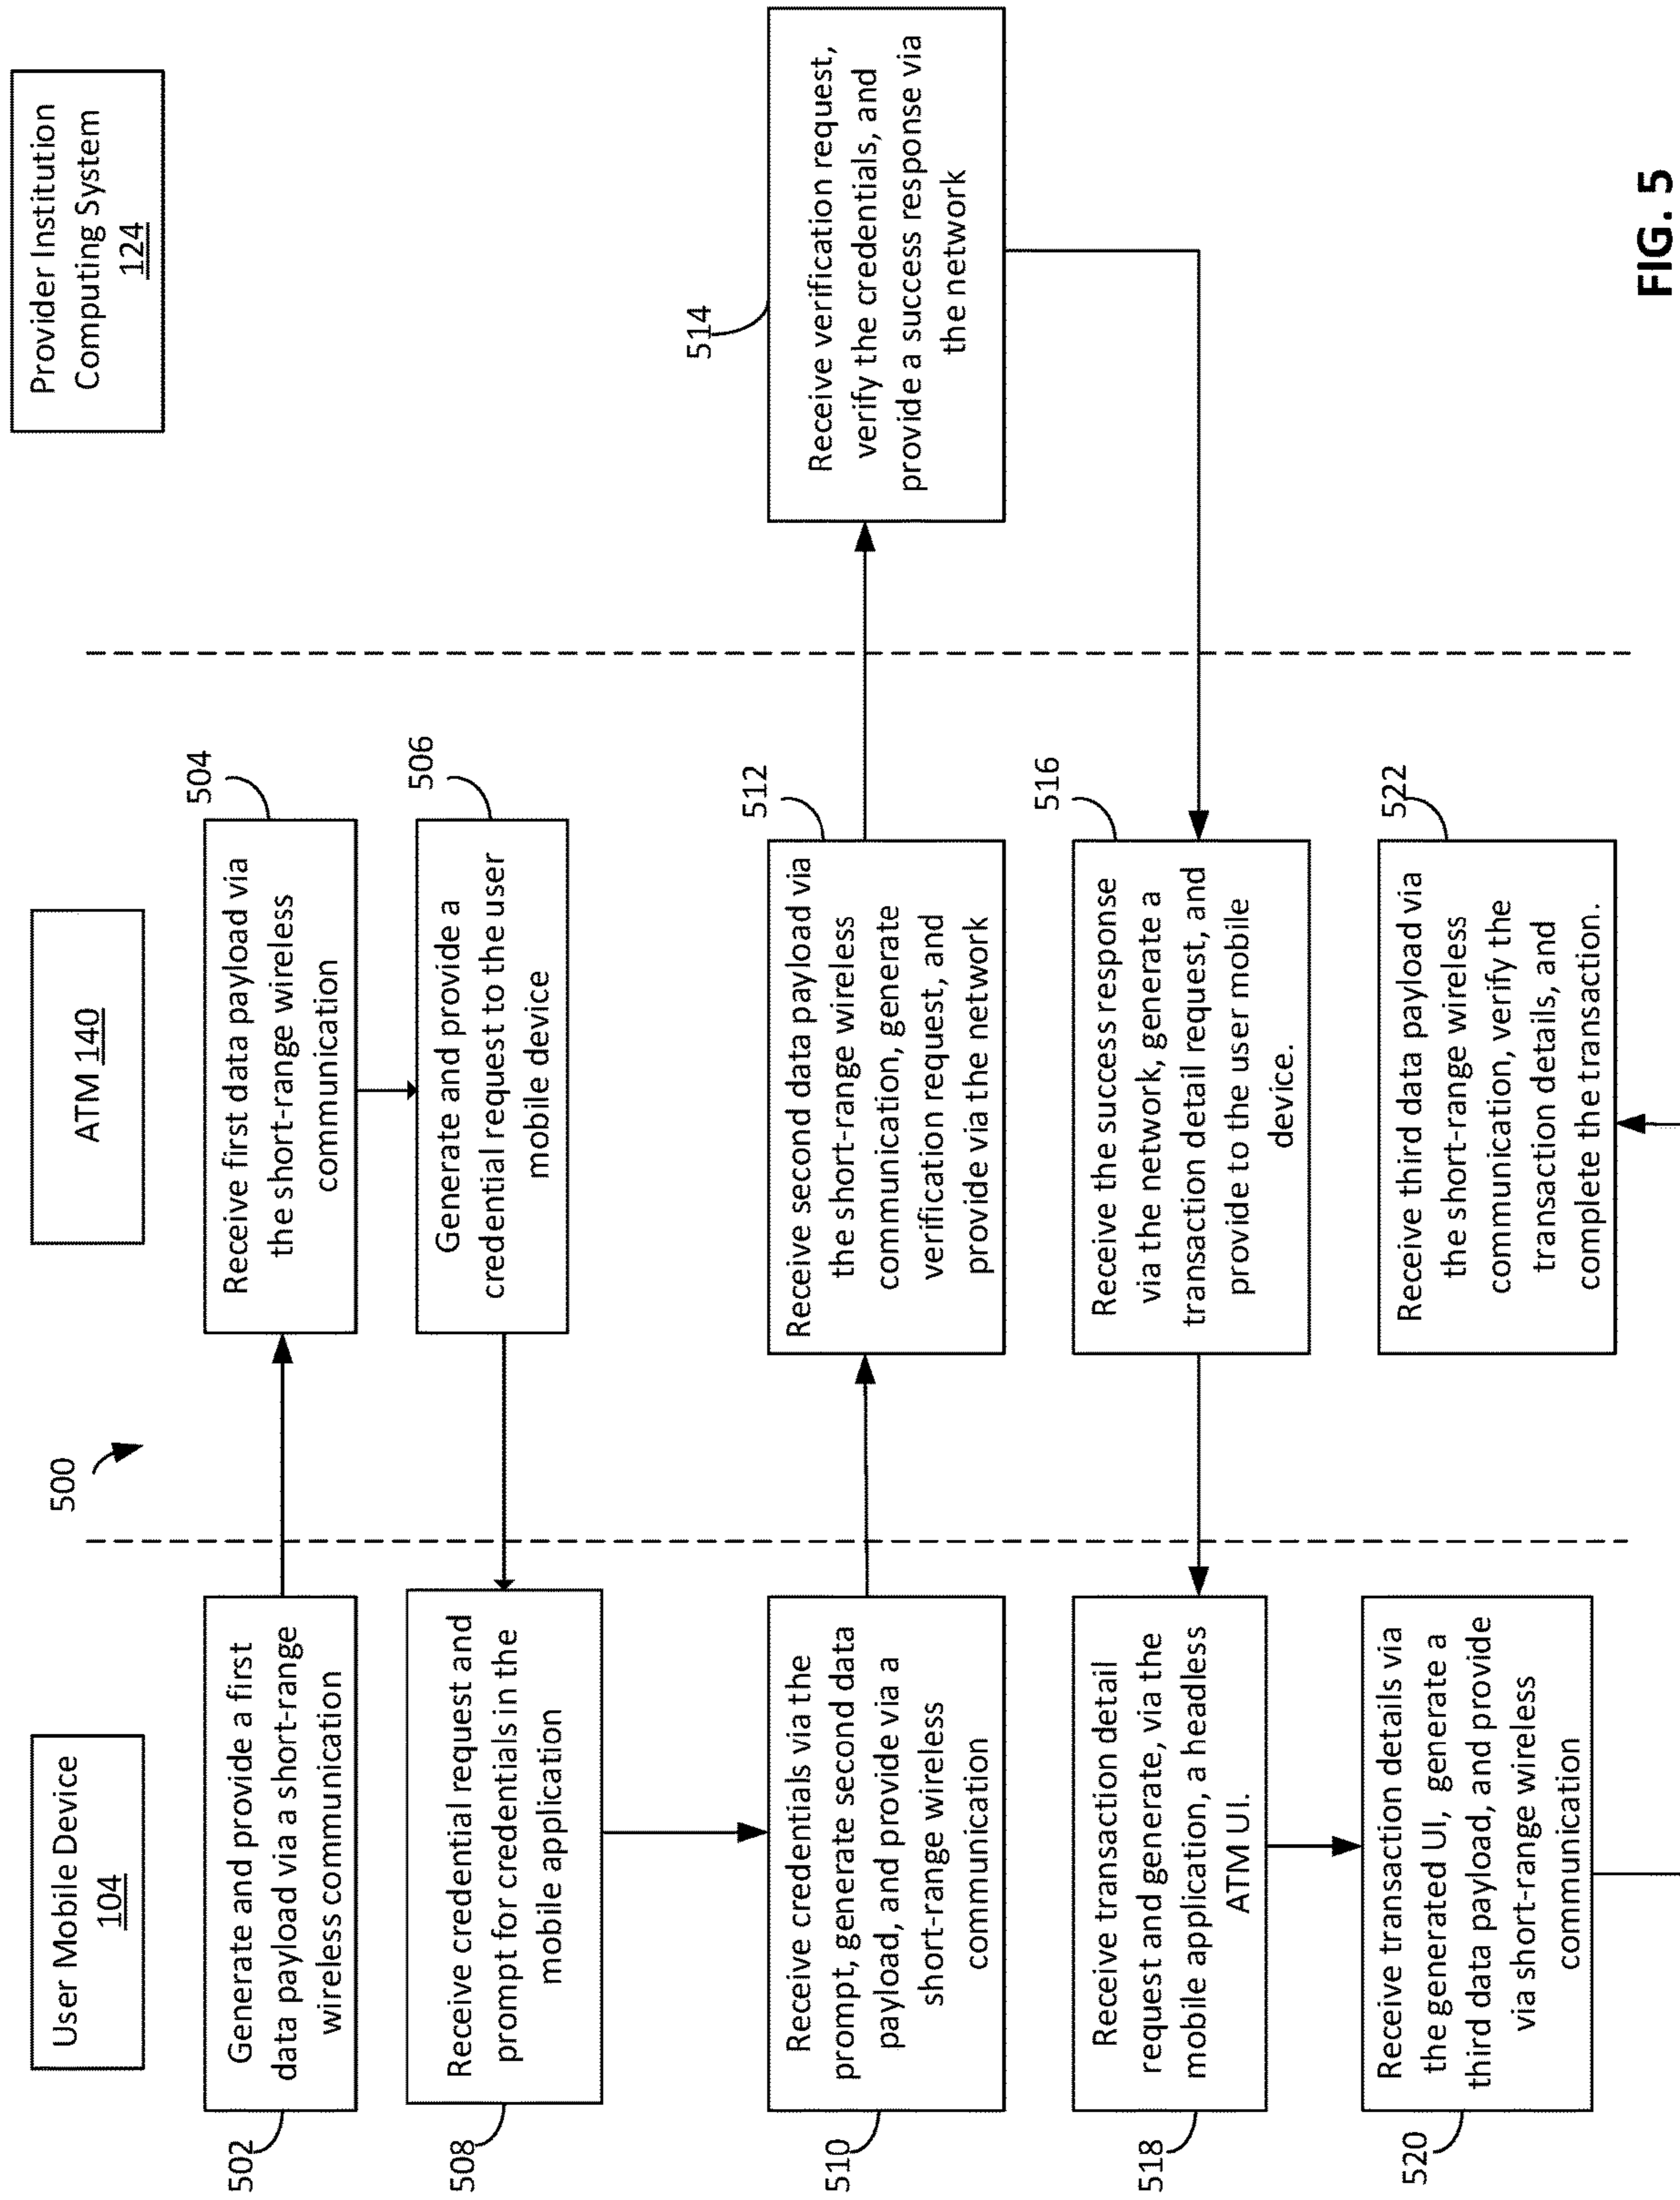 User Mobile Device
104
ATM 140
Provider Institution
Computing System
124
500
502
Generate and provide a first
data payload via a short-range
wireless communication
504
Receive first data payload via
the short-range wireless
communication
506
Generate and provide a
credential request to the user
mobile device
508
Receive credential request and
prompt for credentials in the
mobile application
510
Receive credentials via the
prompt, generate second data
payload, and provide via a
short-range wireless
communication
512
Receive second data payload via
the short-range wireless
communication, generate
verification request, and
provide via the network
514
Receive verification request,
verify the credentials, and
provide a success response via
the network
516
Receive the success response
via the network, generate a
transaction detail request, and
provide to the user mobile
device.
518
Receive transaction detail
request and generate, via the
mobile application, a headless
ATM UI.
520
Receive transaction details via
the generated UI, generate a
third data payload, and provide
via short-range wireless
communication
522
Receive third data payload via
the short-range wireless
communication, verify the
transaction details, and
complete the transaction.
FIG. 5